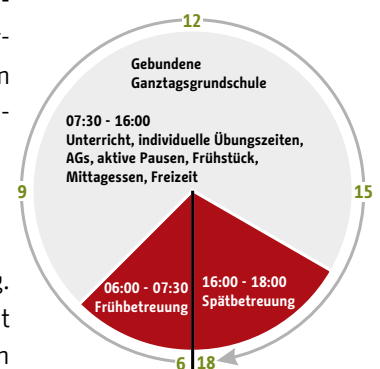 12
Gebundene
Ganztagsgrundschule
07:30 - 16:00
Unterricht, individuelle Übungszeiten,
AGs, aktive Pausen, Frühstück,
Mittagessen, Freizeit
9
15
06:00 - 07:30
Frühbetreuung
16:00 - 18:00
Spätbetreuung
6
18